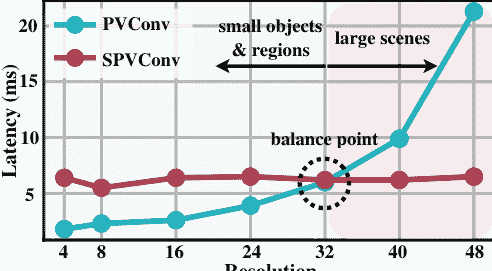 PVConv
SPVConv
small objects
& regions
large scenes
balance point
Latency (ms)
20
15
10
5
4 8 16 24 32 40 48
Resolution